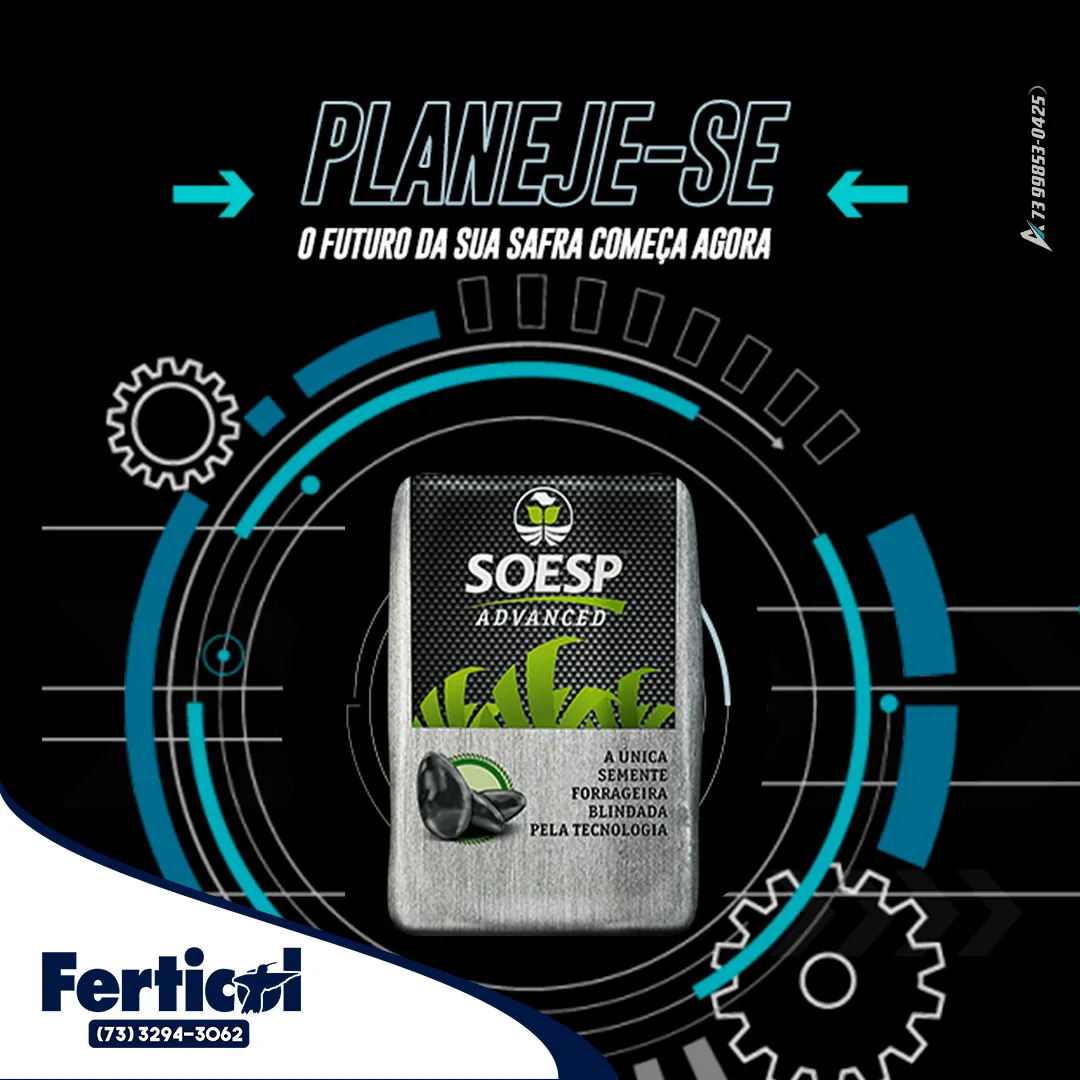 PLANEJE-SE
O FUTURO DA SUA SAFRA COMEÇA AGORA
73 99853-0425
SOESP
ADVANCED
A ÚNICA
SEMENTE
FORRAGEIRA
BLINDADA
PELA TECNOLOGIA
Fertical
(73) 3294-3062